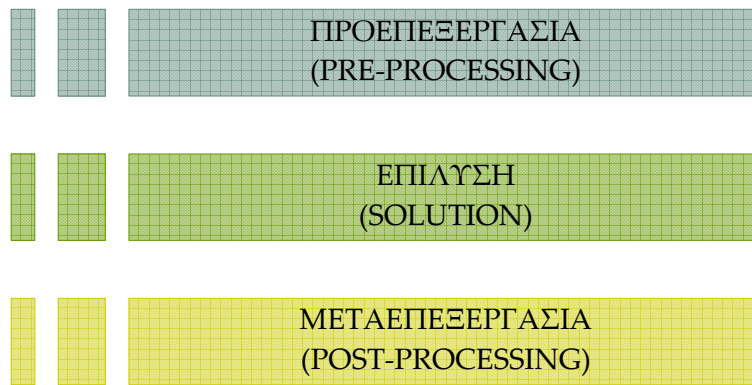 ΠΡΟΕΠΕΞΕΡΓΑΣΙΑ
(PRE-PROCESSING)
ΕΠΙΛΥΣΗ
(SOLUTION)
ΜΕΤΑΕΠΕΞΕΡΓΑΣΙΑ
(POST-PROCESSING)